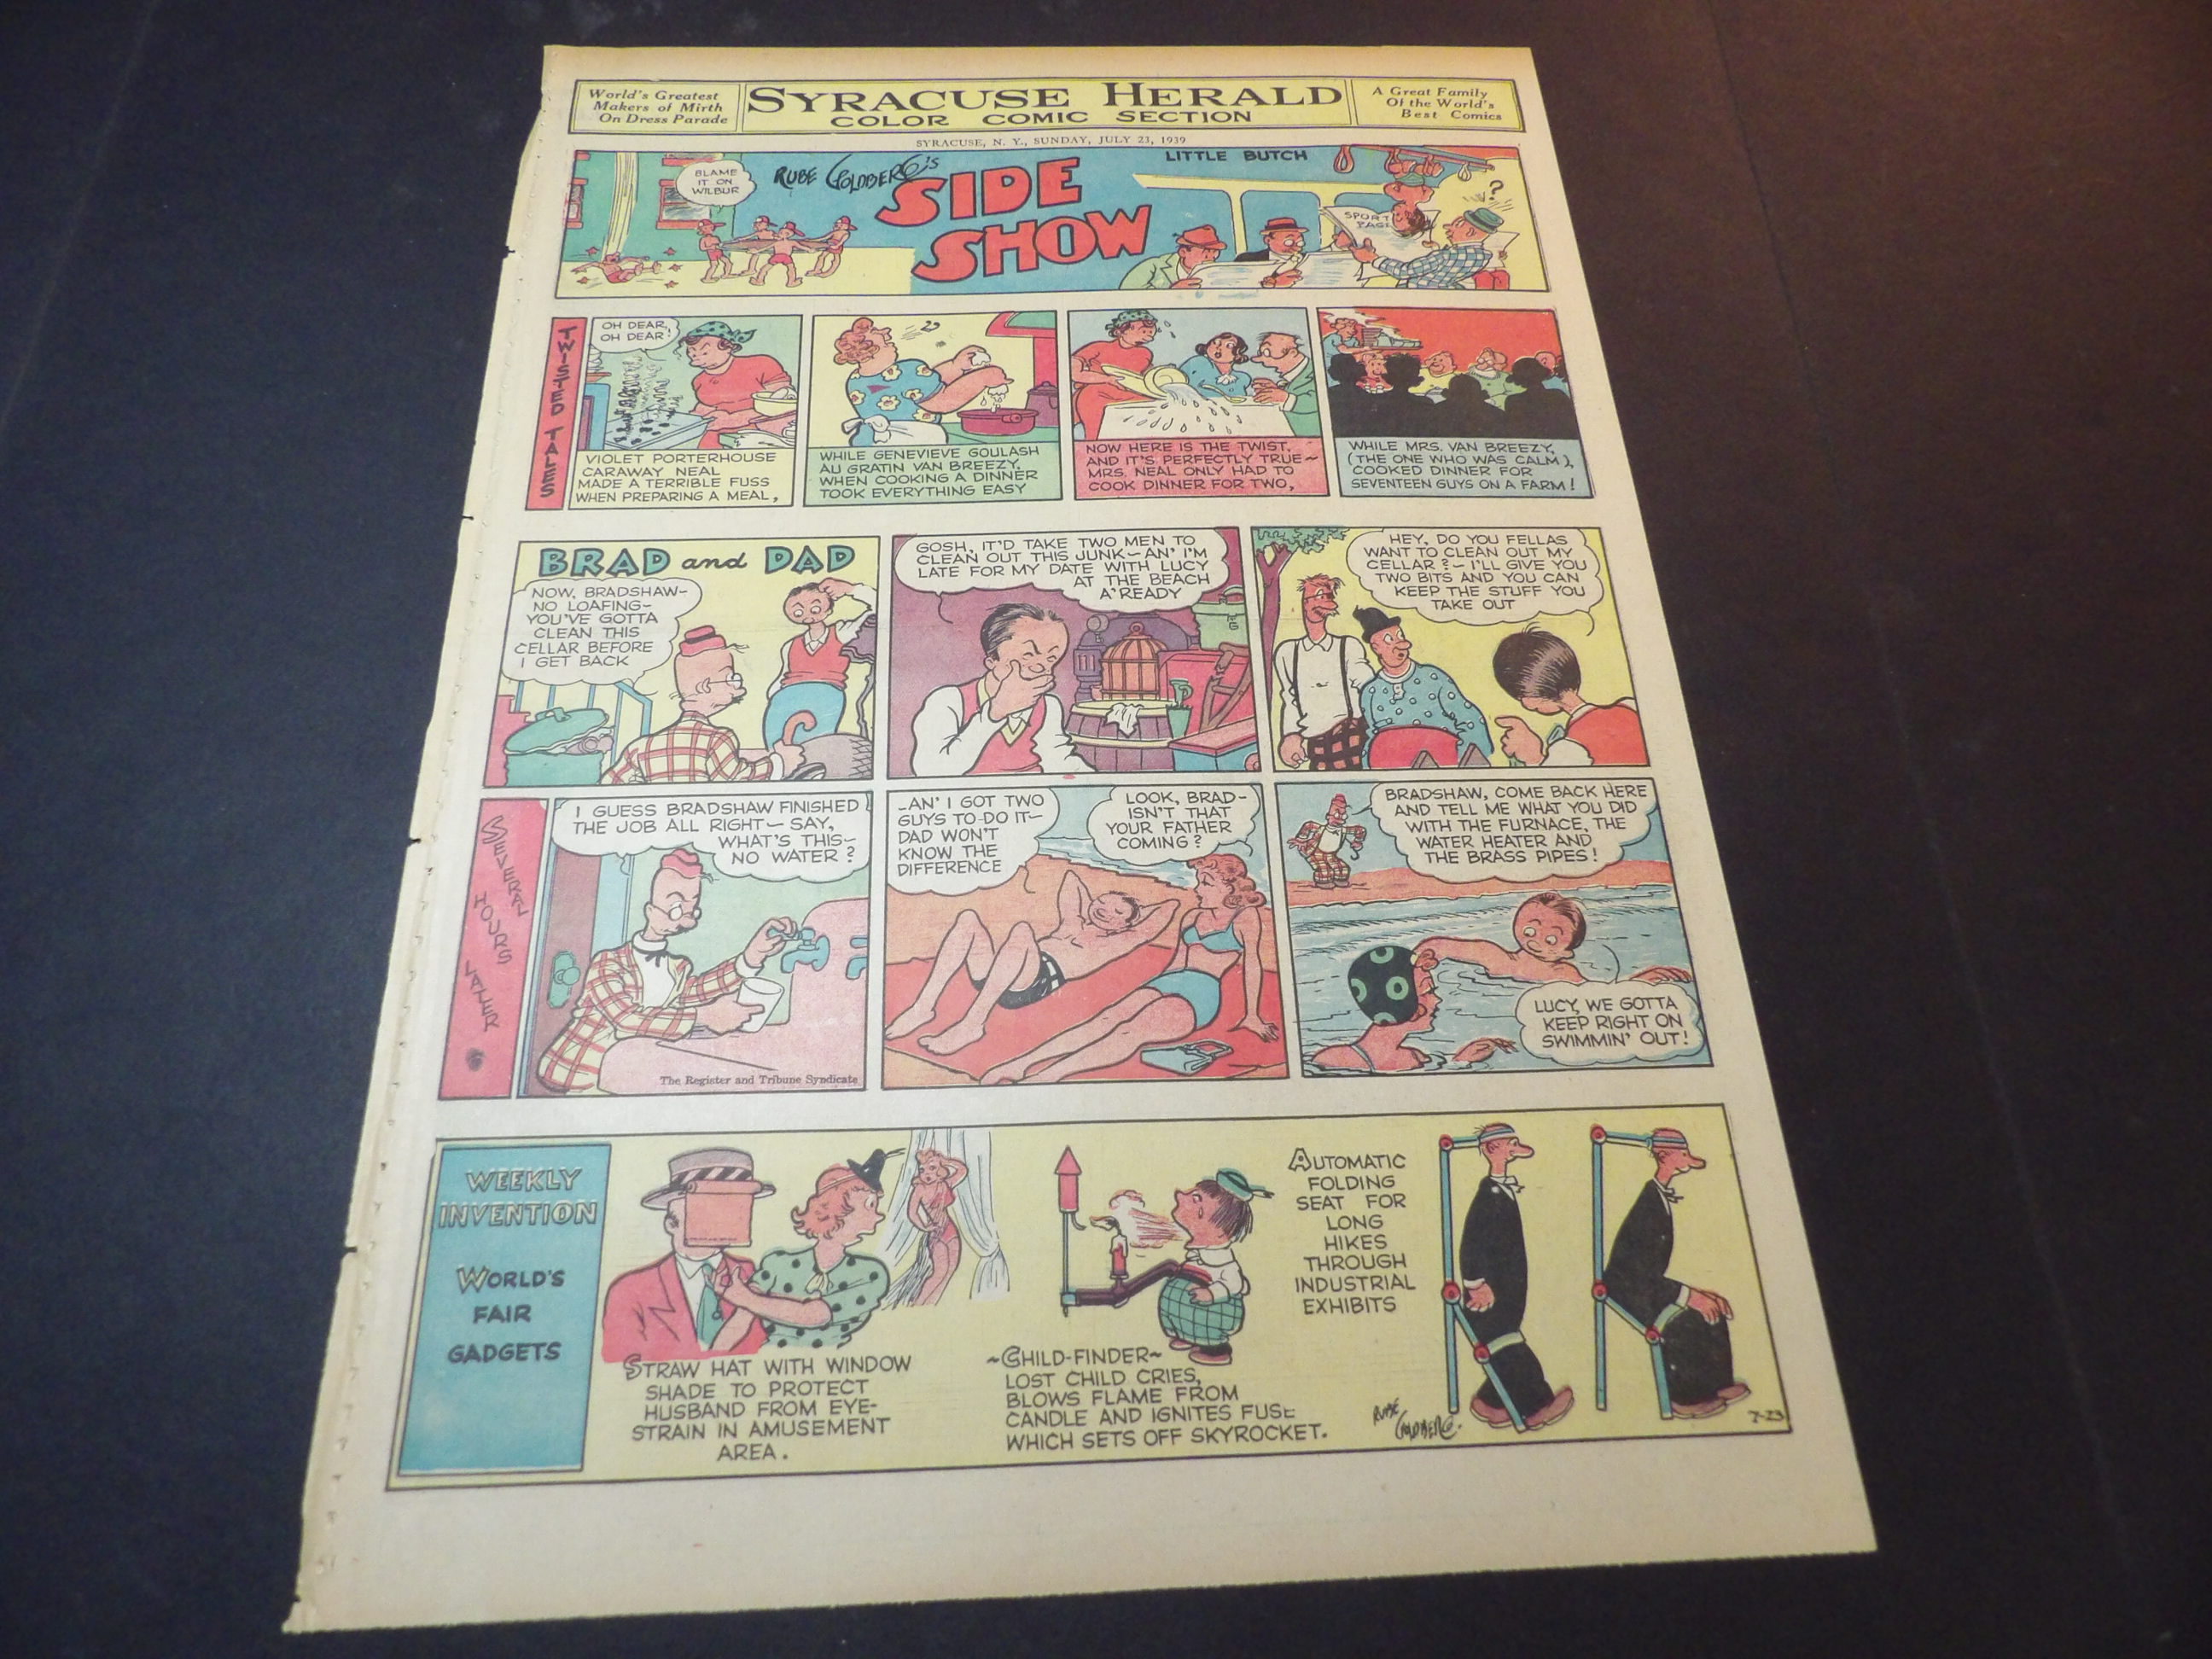 World's Greatest
Makers of Mirth
On Dress Parade
SYRACUSE HERALD
COLOR COMIC SECTION
A Great Family
Of the World's
Best Comics
SYRACUSE, N. Y., SUNDAY, JULY 23, 1939
BLAME
IT ON
WILBUR
RUBE GOLDBERG'S
SIDE
SHOW
LITTLE BUTCH
SPORT
PAGE
?
TWISTED TALES
OH DEAR,
OH DEAR!
VIOLET PORTERHOUSE
CARAWAY NEAL
MADE A TERRIBLE FUSS
WHEN PREPARING A MEAL,
WHILE GENEVIEVE GOULASH
AU GRATIN VAN BREEZY,
WHEN COOKING A DINNER
TOOK EVERYTHING EASY
NOW HERE IS THE TWIST,
AND IT'S PERFECTLY TRUE~
MRS. NEAL ONLY HAD TO
COOK DINNER FOR TWO,
WHILE MRS. VAN BREEZY,
(THE ONE WHO WAS CALM),
COOKED DINNER FOR
SEVENTEEN GUYS ON A FARM!
BRAD and DAD
NOW, BRADSHAW-
NO LOAFING-
YOU'VE GOTTA
CLEAN THIS
CELLAR BEFORE
I GET BACK
GOSH, IT'D TAKE TWO MEN TO
CLEAN OUT THIS JUNK~AN' I'M
LATE FOR MY DATE WITH LUCY
AT THE BEACH
A'READY
HEY, DO YOU FELLAS
WANT TO CLEAN OUT MY
CELLAR?~I'LL GIVE YOU
TWO BITS AND YOU CAN
KEEP THE STUFF YOU
TAKE OUT
SEVERAL
HOURS
LATER
I GUESS BRADSHAW FINISHED
THE JOB ALL RIGHT~SAY,
WHAT'S THIS~
NO WATER?
The Register and Tribune Syndicate
-AN' I GOT TWO
GUYS TO DO IT~
DAD WON'T
KNOW THE
DIFFERENCE
LOOK, BRAD-
ISN'T THAT
YOUR FATHER
COMING?
BRADSHAW, COME BACK HERE
AND TELL ME WHAT YOU DID
WITH THE FURNACE, THE
WATER HEATER AND
THE BRASS PIPES!
LUCY, WE GOTTA
KEEP RIGHT ON
SWIMMIN' OUT!
WEEKLY
INVENTION
WORLD'S
FAIR
GADGETS
STRAW HAT WITH WINDOW
SHADE TO PROTECT
HUSBAND FROM EYE-
STRAIN IN AMUSEMENT
AREA.
~CHILD-FINDER~
LOST CHILD CRIES,
BLOWS FLAME FROM
CANDLE AND IGNITES FUSE
WHICH SETS OFF SKYROCKET.
AUTOMATIC
FOLDING
SEAT FOR
LONG
HIKES
THROUGH
INDUSTRIAL
EXHIBITS
RUBE
GOLDBERG.
7-23